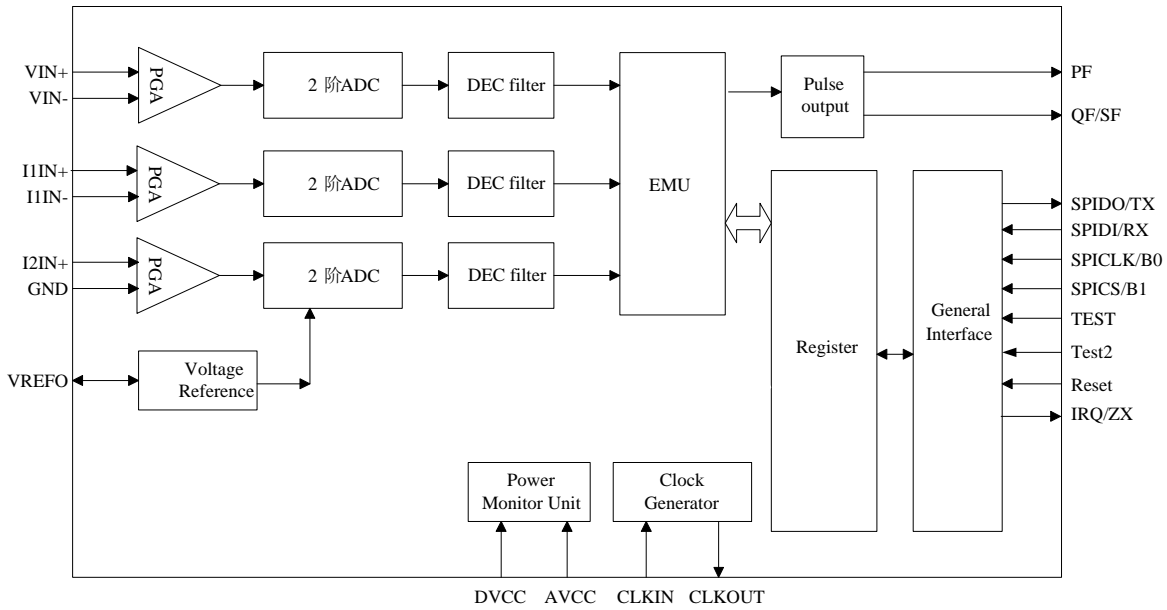 VIN+
VIN-
PGA
2 阶ADC
DEC filter
EMU
Pulse
output
PF
QF/SF
I1IN+
I1IN-
PGA
2 阶ADC
DEC filter
I2IN+
GND
PGA
2 阶ADC
DEC filter
VREFO
Voltage
Reference
Register
General
Interface
SPIDO/TX
SPIDI/RX
SPICLK/B0
SPICS/B1
TEST
Test2
Reset
IRQ/ZX
Power
Monitor Unit
Clock
Generator
DVCC
AVCC
CLKIN
CLKOUT